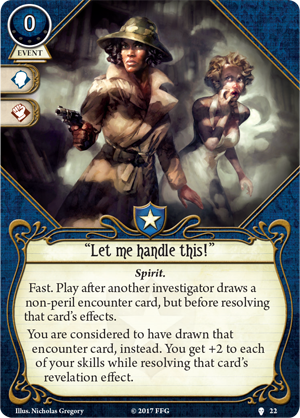 0
EVENT
"Let me handle this!"
Spirit.
Fast. Play after another investigator draws a
non-peril encounter card, but before resolving
that card's effects.
You are considered to have drawn that
encounter card, instead. You get +2 to each
of your skills while resolving that card's
revelation effect.
Illus. Nicholas Gregory
© 2017 FFG
22